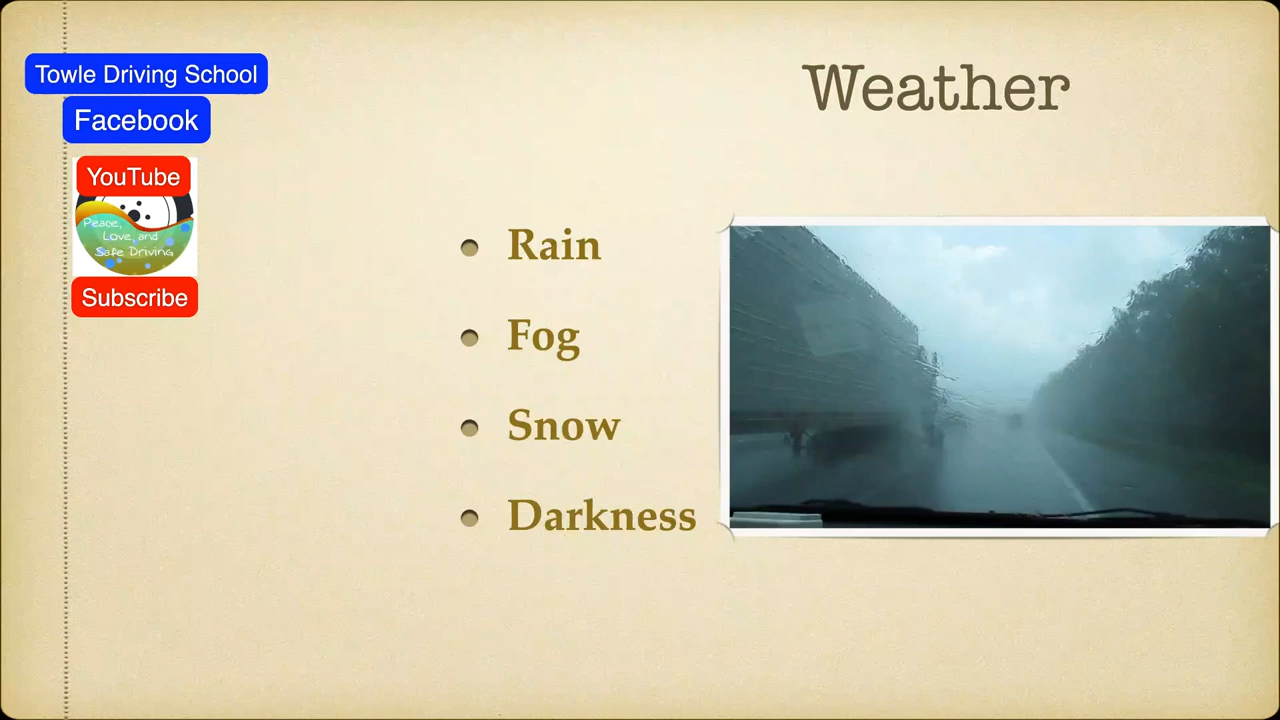 Towle Driving School
Facebook
YouTube
Peace,
Love, and
Safe Driving
Subscribe
Weather
Rain
Fog
Snow
Darkness